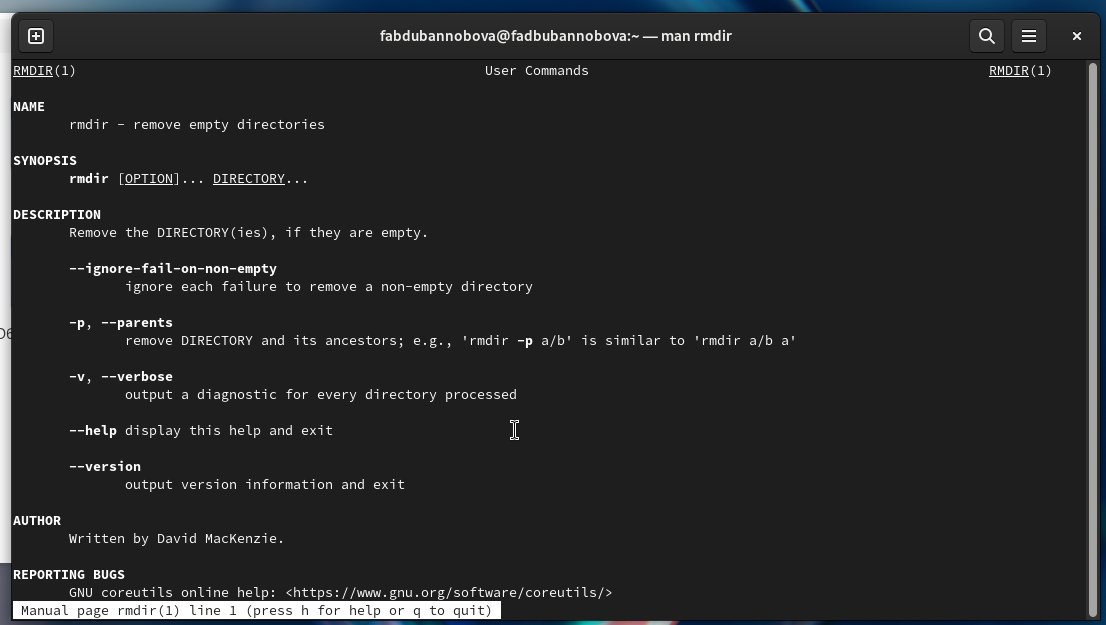 fabdubannobova@fadbubannobova:~ — man rmdir
RMDIR(1) User Commands RMDIR(1)
NAME
rmdir - remove empty directories
SYNOPSIS
rmdir [OPTION]... DIRECTORY...
DESCRIPTION
Remove the DIRECTORY(ies), if they are empty.
--ignore-fail-on-non-empty
ignore each failure to remove a non-empty directory
-p, --parents
remove DIRECTORY and its ancestors; e.g., 'rmdir -p a/b' is similar to 'rmdir a/b a'
-v, --verbose
output a diagnostic for every directory processed
--help display this help and exit
--version
output version information and exit
AUTHOR
Written by David MacKenzie.
REPORTING BUGS
GNU coreutils online help: <https://www.gnu.org/software/coreutils/>
Manual page rmdir(1) line 1 (press h for help or q to quit)